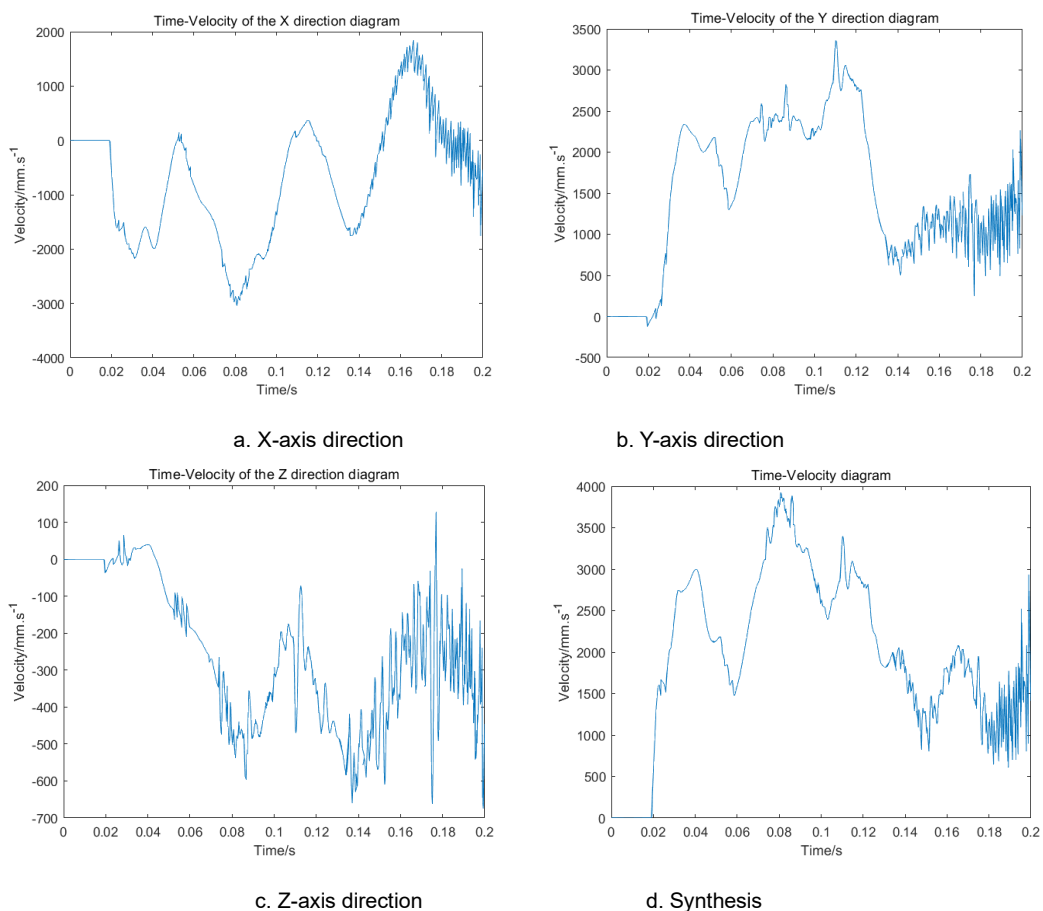 Time-Velocity of the X direction diagram
2000
1000
0
-1000
-2000
-3000
-4000
Velocity/mm.s⁻¹
0 0.02 0.04 0.06 0.08 0.1 0.12 0.14 0.16 0.18 0.2
Time/s
a. X-axis direction
Time-Velocity of the Y direction diagram
3500
3000
2500
2000
1500
1000
500
0
-500
Velocity/mm.s⁻¹
0 0.02 0.04 0.06 0.08 0.1 0.12 0.14 0.16 0.18 0.2
Time/s
b. Y-axis direction
Time-Velocity of the Z direction diagram
200
100
0
-100
-200
-300
-400
-500
-600
-700
Velocity/mm.s⁻¹
0 0.02 0.04 0.06 0.08 0.1 0.12 0.14 0.16 0.18 0.2
Time/s
c. Z-axis direction
Time-Velocity diagram
4000
3500
3000
2500
2000
1500
1000
500
0
Velocity/mm.s⁻¹
0 0.02 0.04 0.06 0.08 0.1 0.12 0.14 0.16 0.18 0.2
Time/s
d. Synthesis